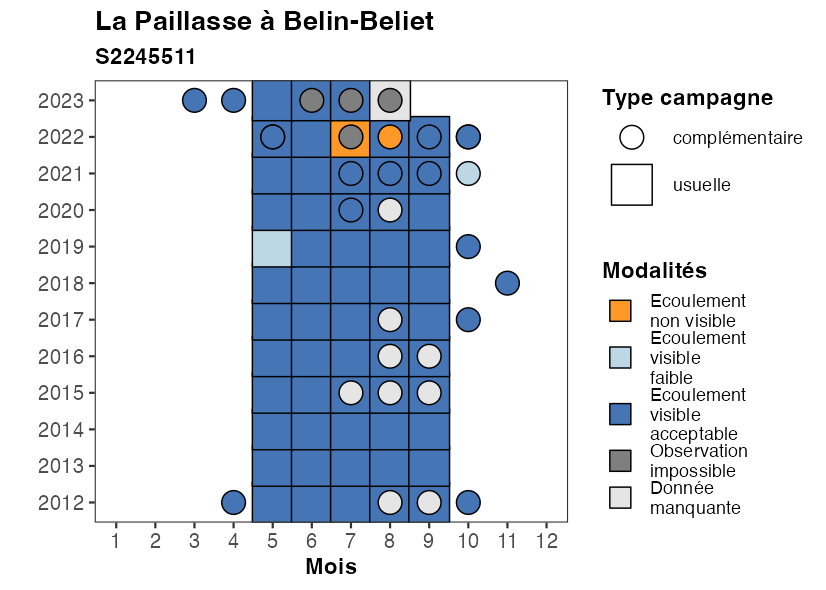 La Paillasse à Belin-Beliet
S2245511
2023
2022
2021
2020
2019
2018
2017
2016
2015
2014
2013
2012
1 2 3 4 5 6 7 8 9 10 11 12
Mois
Type campagne
complémentaire
usuelle
Modalités
Ecoulement
non visible
Ecoulement
visible
faible
Ecoulement
visible
acceptable
Observation
impossible
Donnée
manquante